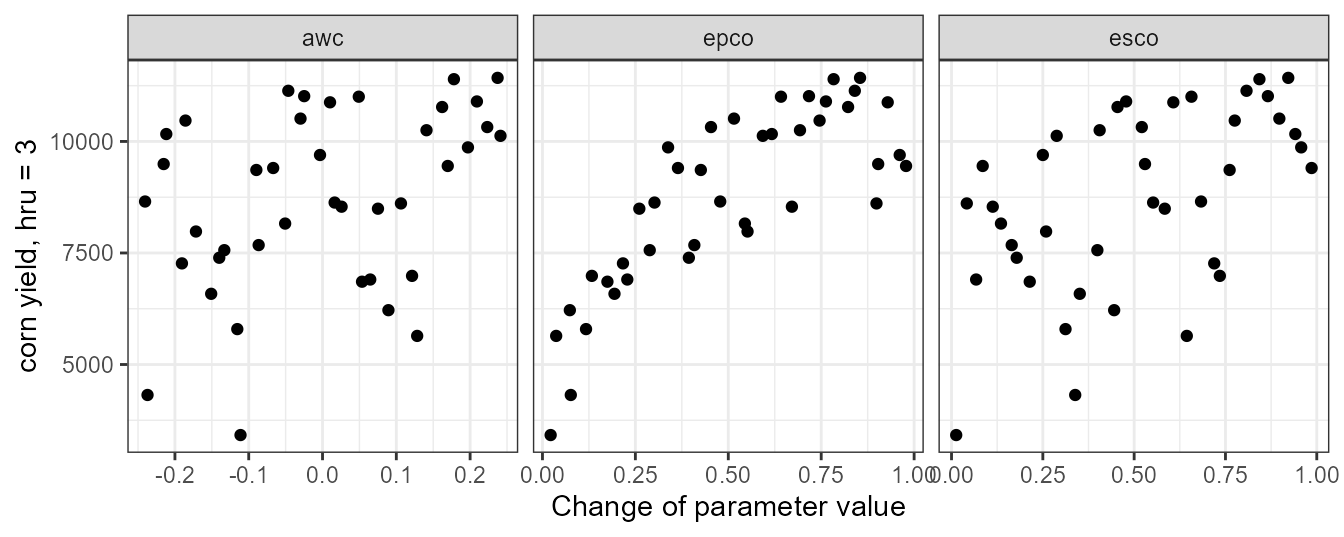 awc epco esco
corn yield, hru = 3
10000
7500
5000
-0.2 -0.1 0.0 0.1 0.2 0.00 0.25 0.50 0.75 1.00 0.00 0.25 0.50 0.75 1.00
Change of parameter value